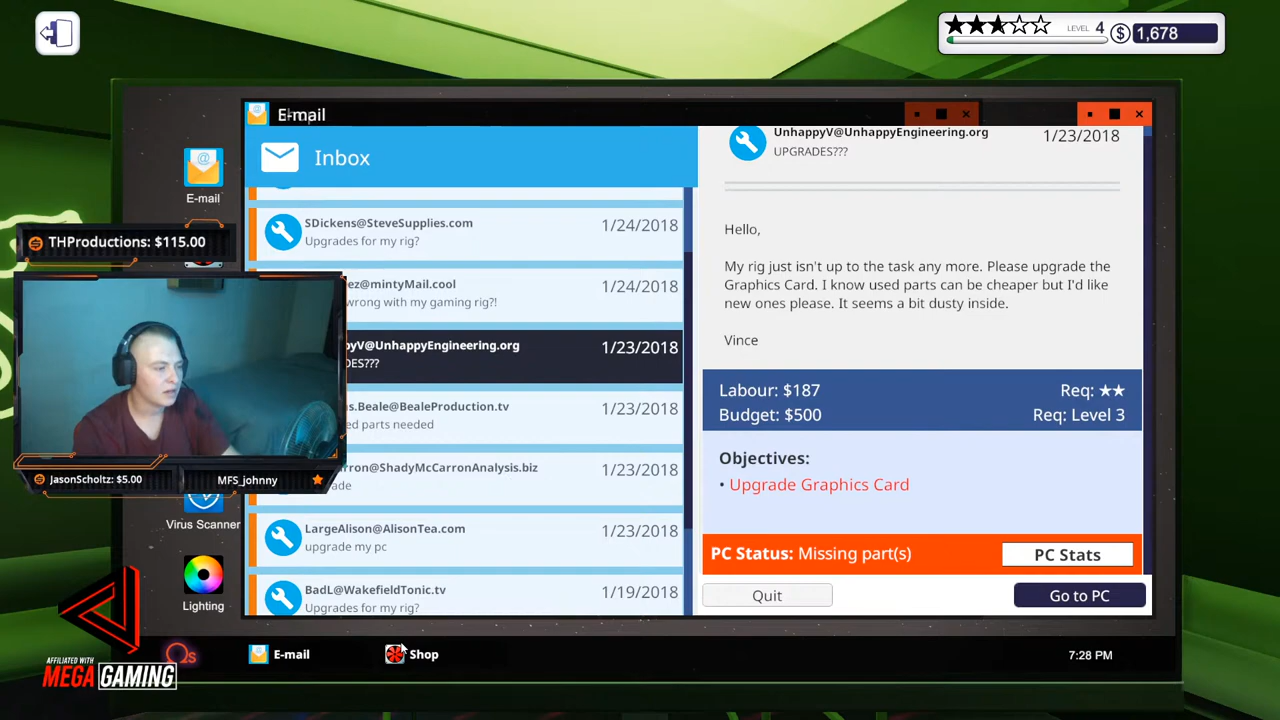 LEVEL 4 $ 1,678
E-mail
Inbox
E-mail
SDickens@SteveSupplies.com 1/24/2018
Upgrades for my rig?
THProductions: $115.00
ez@mintyMail.cool 1/24/2018
wrong with my gaming rig?!
pyV@UnhappyEngineering.org 1/23/2018
DES???
s.Beale@BealeProduction.tv 1/23/2018
ed parts needed
rron@ShadyMcCarronAnalysis.biz 1/23/2018
ade
JasonScholtz: $5.00 MFS_johnny
Virus Scanner
LargeAlison@AlisonTea.com 1/23/2018
upgrade my pc
Lighting
BadL@WakefieldTonic.tv 1/19/2018
Upgrades for my rig?
UnhappyV@UnhappyEngineering.org 1/23/2018
UPGRADES???
Hello,
My rig just isn't up to the task any more. Please upgrade the
Graphics Card. I know used parts can be cheaper but I'd like
new ones please. It seems a bit dusty inside.
Vince
Labour: $187 Req: ★★
Budget: $500 Req: Level 3
Objectives:
• Upgrade Graphics Card
PC Status: Missing part(s) PC Stats
Quit Go to PC
AFFILIATED WITH
MEGA GAMING
E-mail Shop 7:28 PM